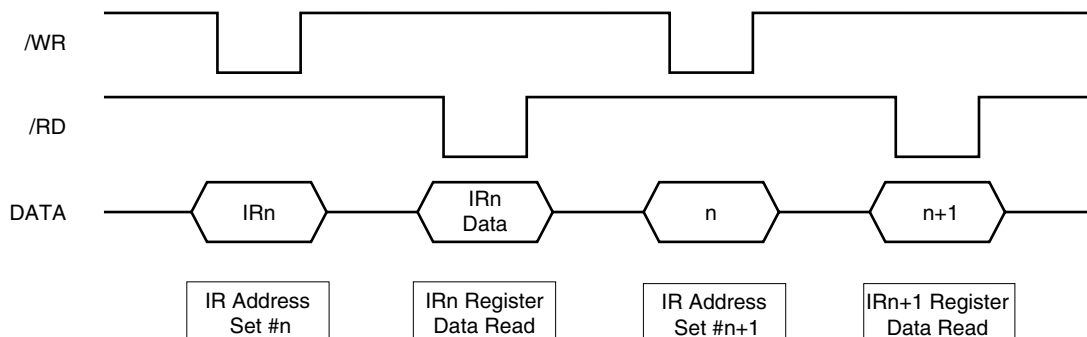 /WR
/RD
DATA
IRn
IRn
Data
n
n+1
IR Address
Set #n
IRn Register
Data Read
IR Address
Set #n+1
IRn+1 Register
Data Read